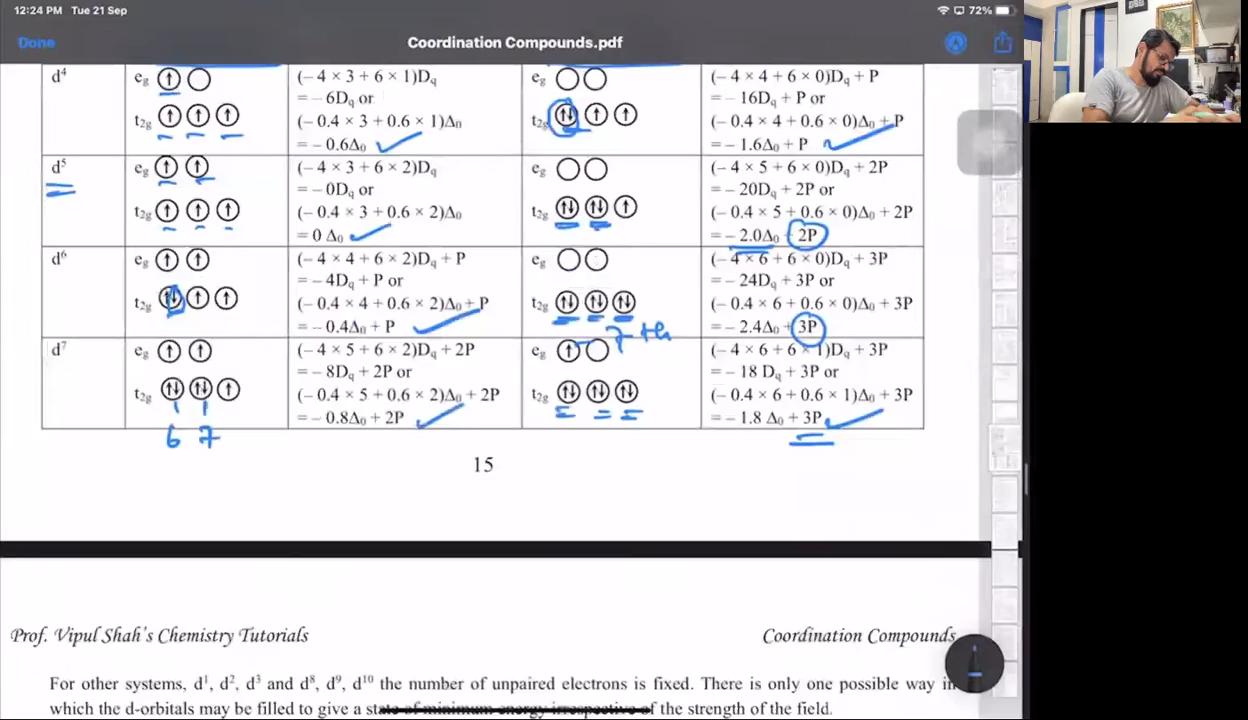 12:24 PM Tue 21 Sep
72%
Done
Coordination Compounds.pdf
d⁴
e_g ↑
t₂g ↑ ↑ ↑
(– 4 × 3 + 6 × 1)D_q
= – 6D_q or
(– 0.4 × 3 + 0.6 × 1)Δ₀
= – 0.6Δ₀
e_g
t₂g ↑↓ ↑ ↑
(– 4 × 4 + 6 × 0)D_q + P
= – 16D_q + P or
(– 0.4 × 4 + 0.6 × 0)Δ₀ + P
= – 1.6Δ₀ + P
d⁵
e_g ↑ ↑
t₂g ↑ ↑ ↑
(– 4 × 3 + 6 × 2)D_q
= – 0D_q or
(– 0.4 × 3 + 0.6 × 2)Δ₀
= 0 Δ₀
e_g
t₂g ↑↓ ↑↓ ↑
(– 4 × 5 + 6 × 0)D_q + 2P
= – 20D_q + 2P or
(– 0.4 × 5 + 0.6 × 0)Δ₀ + 2P
= – 2.0Δ₀ + 2P
d⁶
e_g ↑ ↑
t₂g ↑↓ ↑ ↑
(– 4 × 4 + 6 × 2)D_q + P
= – 4D_q + P or
(– 0.4 × 4 + 0.6 × 2)Δ₀ + P
= – 0.4Δ₀ + P
e_g
t₂g ↑↓ ↑↓ ↑↓
(– 4 × 6 + 6 × 0)D_q + 3P
= – 24D_q + 3P or
(– 0.4 × 6 + 0.6 × 0)Δ₀ + 3P
= – 2.4Δ₀ + 3P
7th
d⁷
e_g ↑ ↑
t₂g ↑↓ ↑↓ ↑
6 7
(– 4 × 5 + 6 × 2)D_q + 2P
= – 8D_q + 2P or
(– 0.4 × 5 + 0.6 × 2)Δ₀ + 2P
= – 0.8Δ₀ + 2P
e_g ↑
t₂g ↑↓ ↑↓ ↑↓
(– 4 × 6 + 6 × 1)D_q + 3P
= – 18 D_q + 3P or
(– 0.4 × 6 + 0.6 × 1)Δ₀ + 3P
= – 1.8 Δ₀ + 3P
15
Prof. Vipul Shah's Chemistry Tutorials
Coordination Compounds
For other systems, d¹, d², d³ and d⁸, d⁹, d¹⁰ the number of unpaired electrons is fixed. There is only one possible way in
which the d-orbitals may be filled to give a state of minimum energy irrespective of the strength of the field.